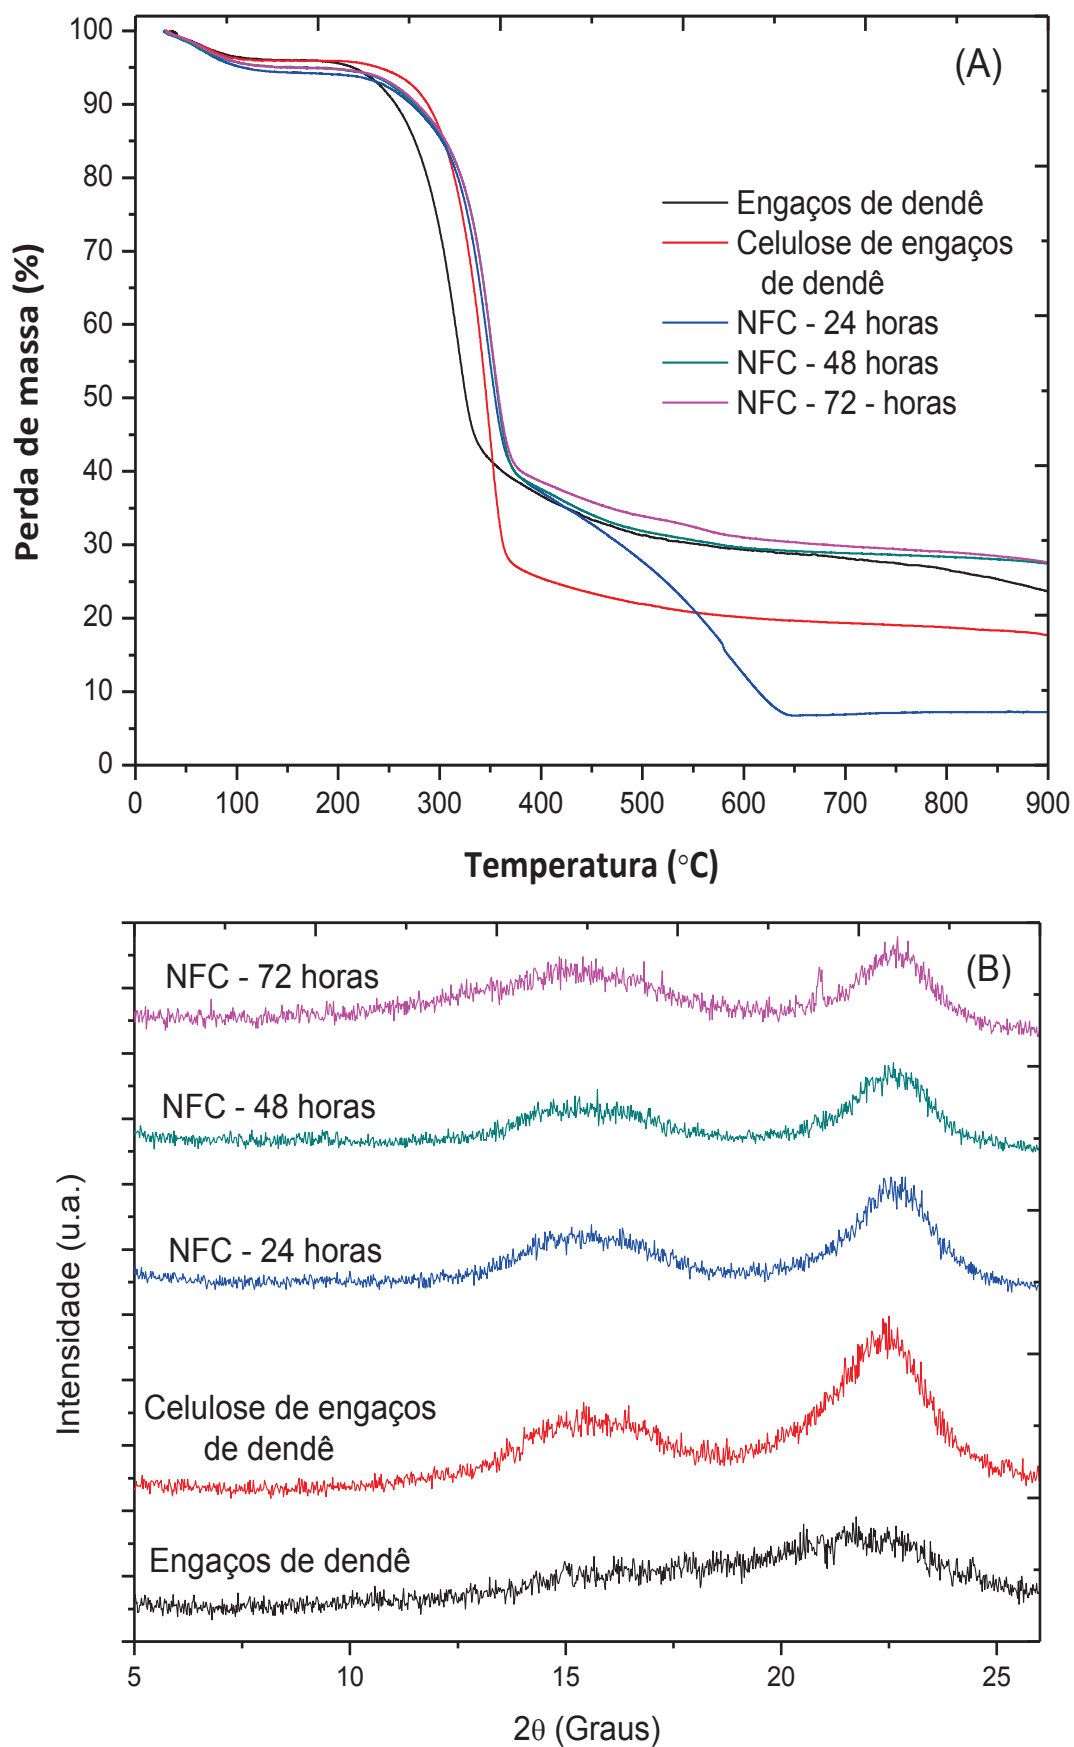 (A)
100
90
80
70
60
50
40
30
20
10
0
Perda de massa (%)
Engaços de dendê
Celulose de engaços
de dendê
NFC - 24 horas
NFC - 48 horas
NFC - 72 - horas
0 100 200 300 400 500 600 700 800 900
Temperatura (°C)
(B)
NFC - 72 horas
NFC - 48 horas
NFC - 24 horas
Celulose de engaços
de dendê
Engaços de dendê
Intensidade (u.a.)
5 10 15 20 25
2θ (Graus)